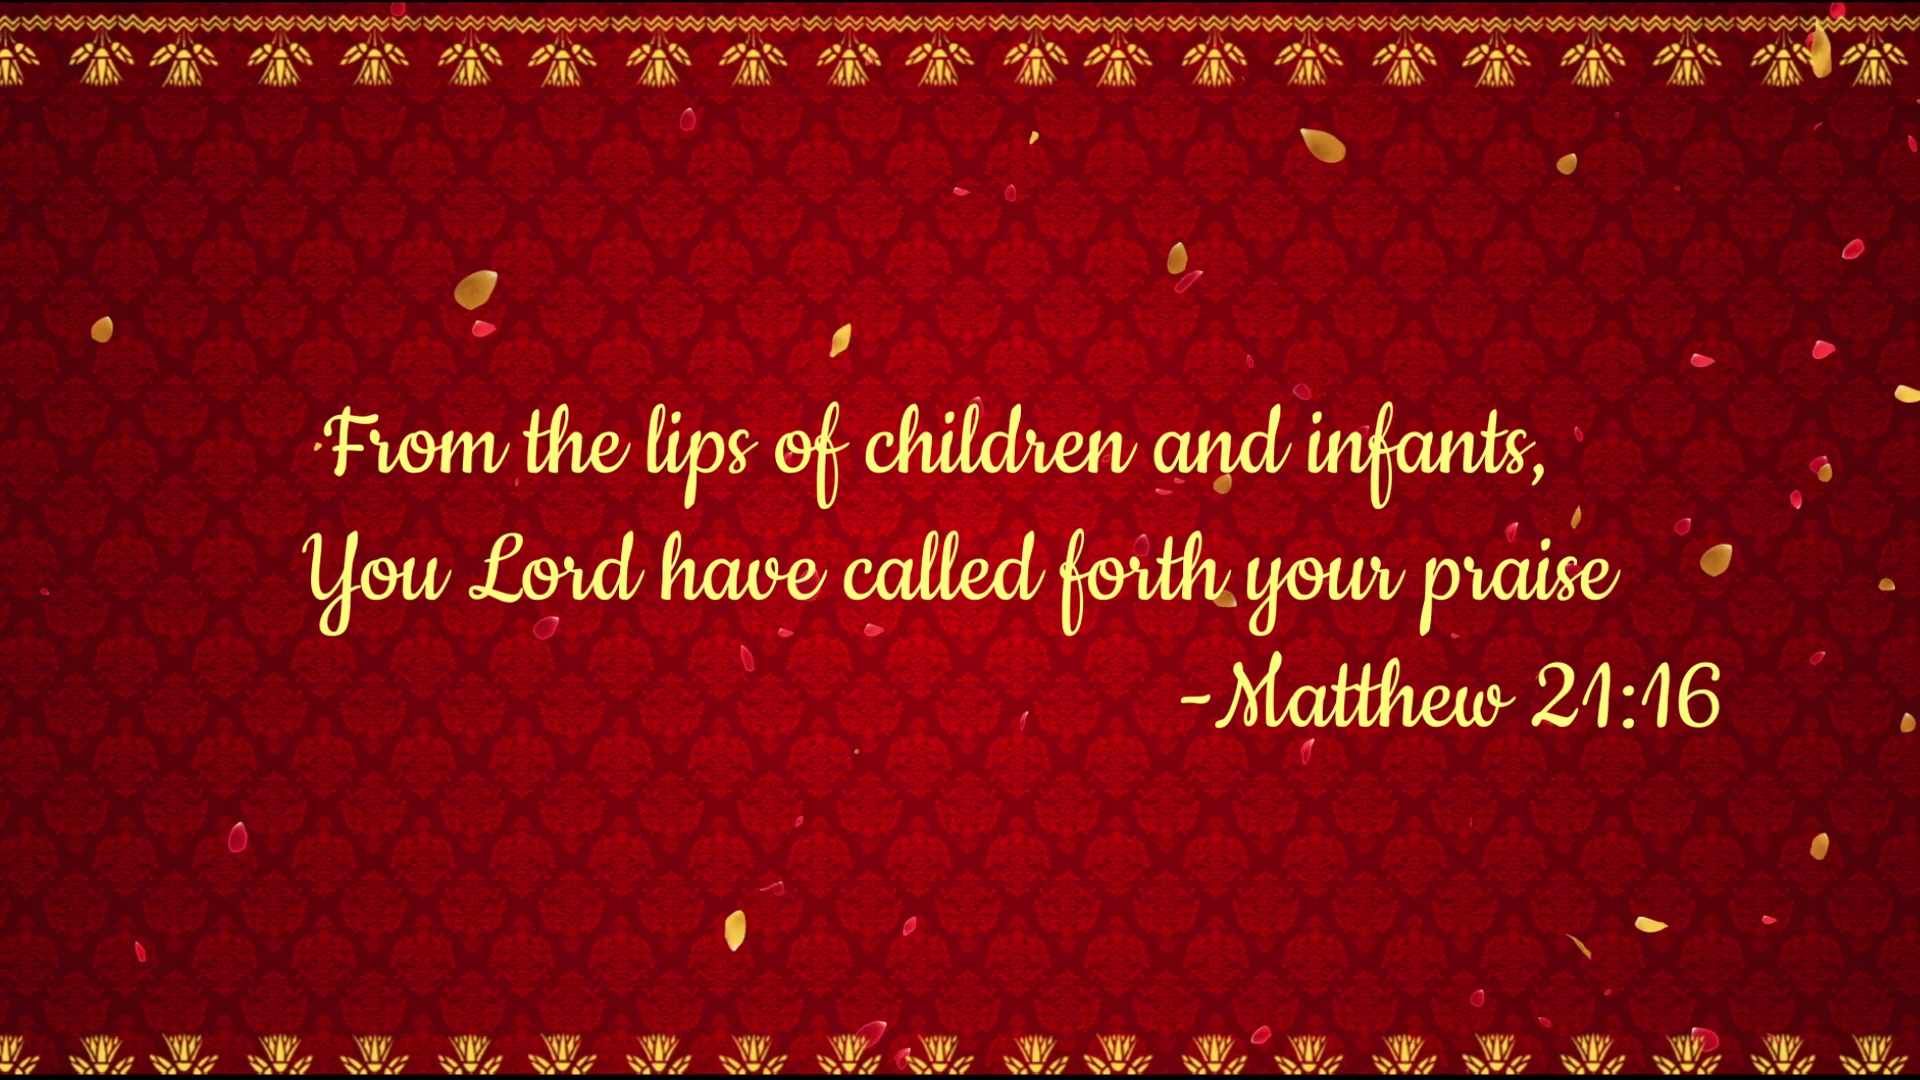 From the lips of children and infants,
You Lord have called forth your praise
-Matthew 21:16